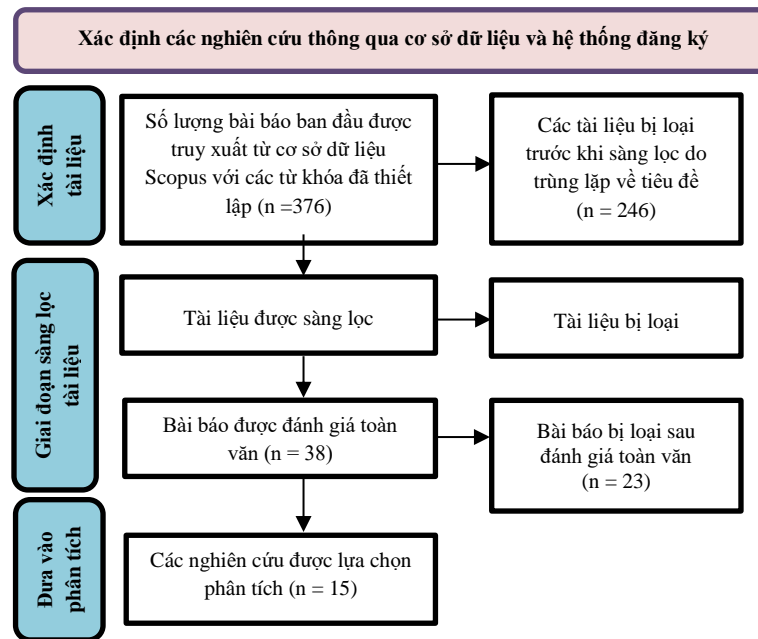 Xác định các nghiên cứu thông qua cơ sở dữ liệu và hệ thống đăng ký
Xác định
tài liệu
Số lượng bài báo ban đầu được
truy xuất từ cơ sở dữ liệu
Scopus với các từ khóa đã thiết
lập (n =376)
Các tài liệu bị loại
trước khi sàng lọc do
trùng lặp về tiêu đề
(n = 246)
Giai đoạn sàng lọc
tài liệu
Tài liệu được sàng lọc
Tài liệu bị loại
Bài báo được đánh giá toàn
văn (n = 38)
Bài báo bị loại sau
đánh giá toàn văn
(n = 23)
Đưa vào
phân tích
Các nghiên cứu được lựa chọn
phân tích (n = 15)